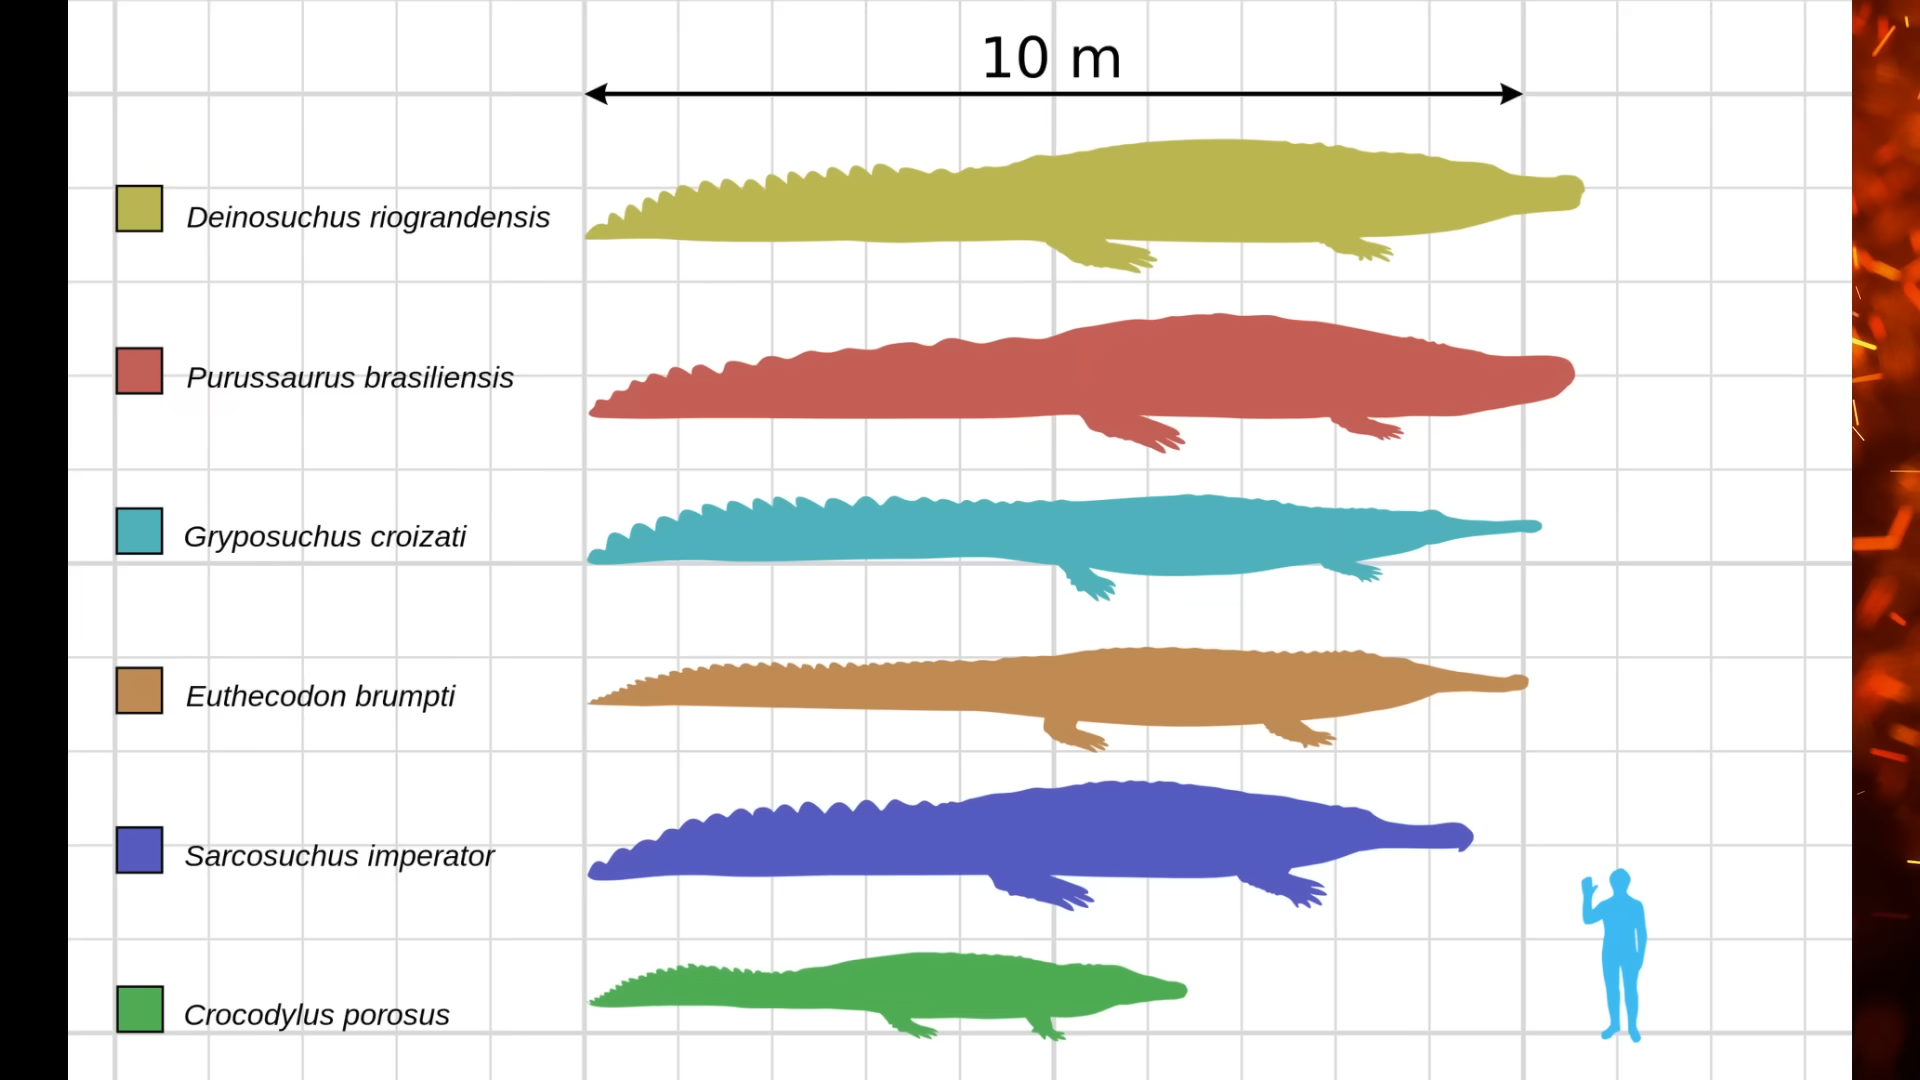 10 m
Deinosuchus riograndensis
Purussaurus brasiliensis
Gryposuchus croizati
Euthecodon brumpti
Sarcosuchus imperator
Crocodylus porosus